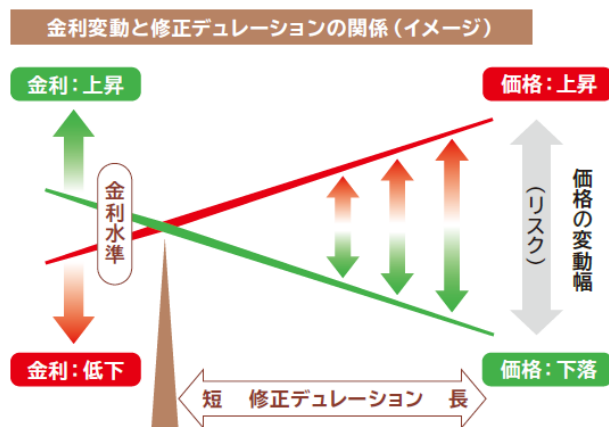 金利変動と修正デュレーションの関係（イメージ）
金利：上昇
価格：上昇
金利水準
価格の変動幅
（リスク）
金利：低下
価格：下落
短 修正デュレーション 長